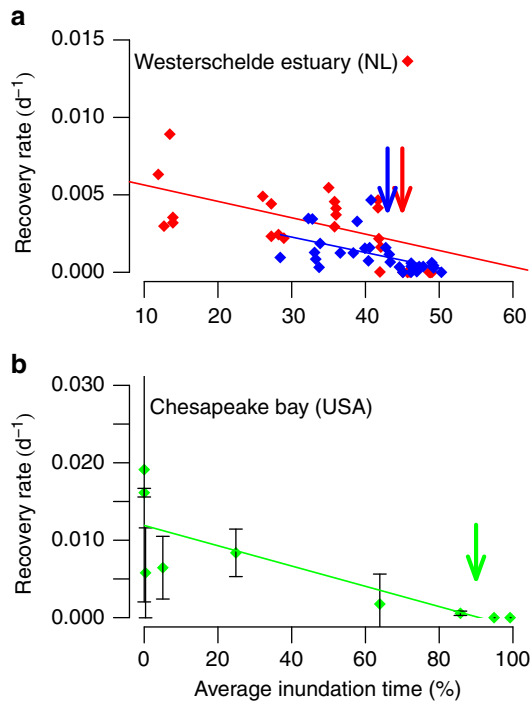 a
0.015
0.010
0.005
0.000
Recovery rate (d⁻¹)
Westerschelde estuary (NL)
10 20 30 40 50 60
b
0.030
0.020
0.010
0.000
Recovery rate (d⁻¹)
Chesapeake bay (USA)
0 20 40 60 80 100
Average inundation time (%)